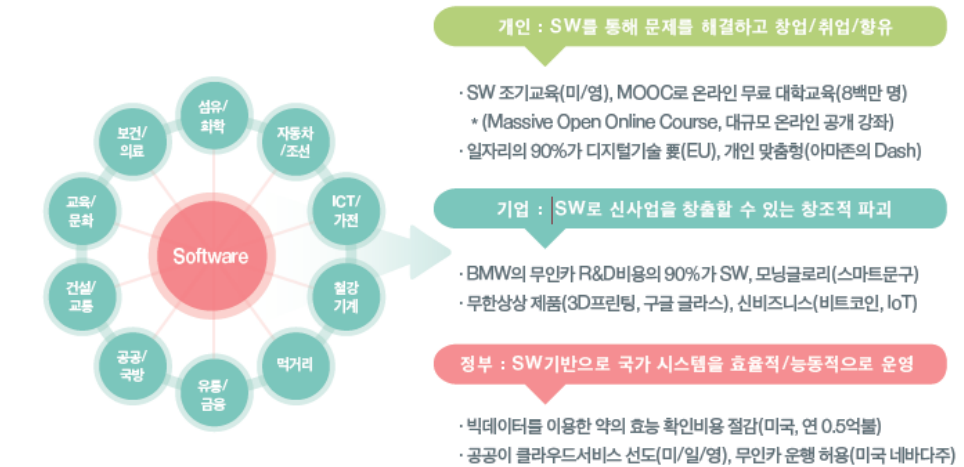 섬유/
화학
자동차
/조선
ICT/
가전
철강
기계
먹거리
유통/
금융
공공/
국방
건설/
교통
교육/
문화
보건/
의료
Software
개인 : SW를 통해 문제를 해결하고 창업/취업/향유
· SW 조기교육(미/영), MOOC로 온라인 무료 대학교육(8백만 명)
* (Massive Open Online Course, 대규모 온라인 공개 강좌)
· 일자리의 90%가 디지털기술 要(EU), 개인 맞춤형(아마존의 Dash)
기업 : SW로 신사업을 창출할 수 있는 창조적 파괴
· BMW의 무인카 R&D비용의 90%가 SW, 모닝글로리(스마트문구)
· 무한상상 제품(3D프린팅, 구글 글라스), 신비즈니스(비트코인, IoT)
정부 : SW기반으로 국가 시스템을 효율적/능동적으로 운영
· 빅데이터를 이용한 약의 효능 확인비용 절감(미국, 연 0.5억불)
· 공공이 클라우드서비스 선도(미/일/영), 무인카 운행 허용(미국 네바다주)